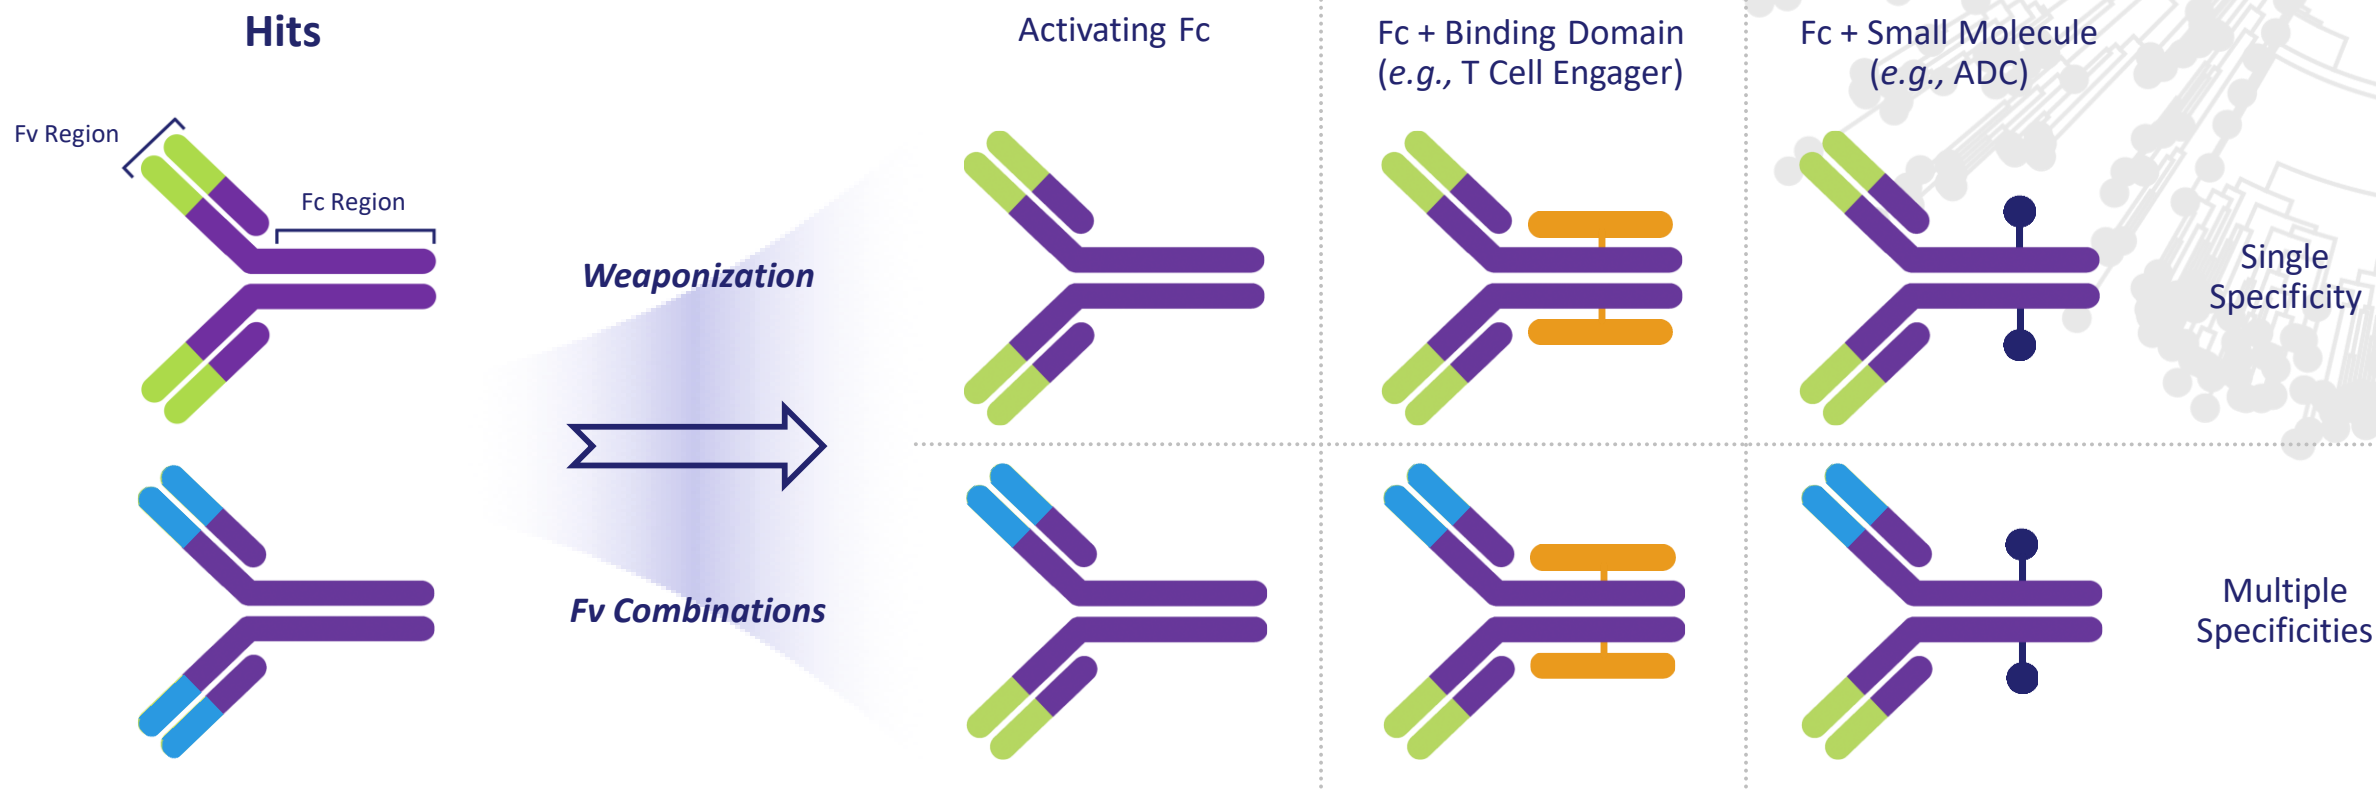 Hits
Fv Region
Fc Region
Weaponization
Fv Combinations
Activating Fc
Fc + Binding Domain
(e.g., T Cell Engager)
Fc + Small Molecule
(e.g., ADC)
Single
Specificity
Multiple
Specificities